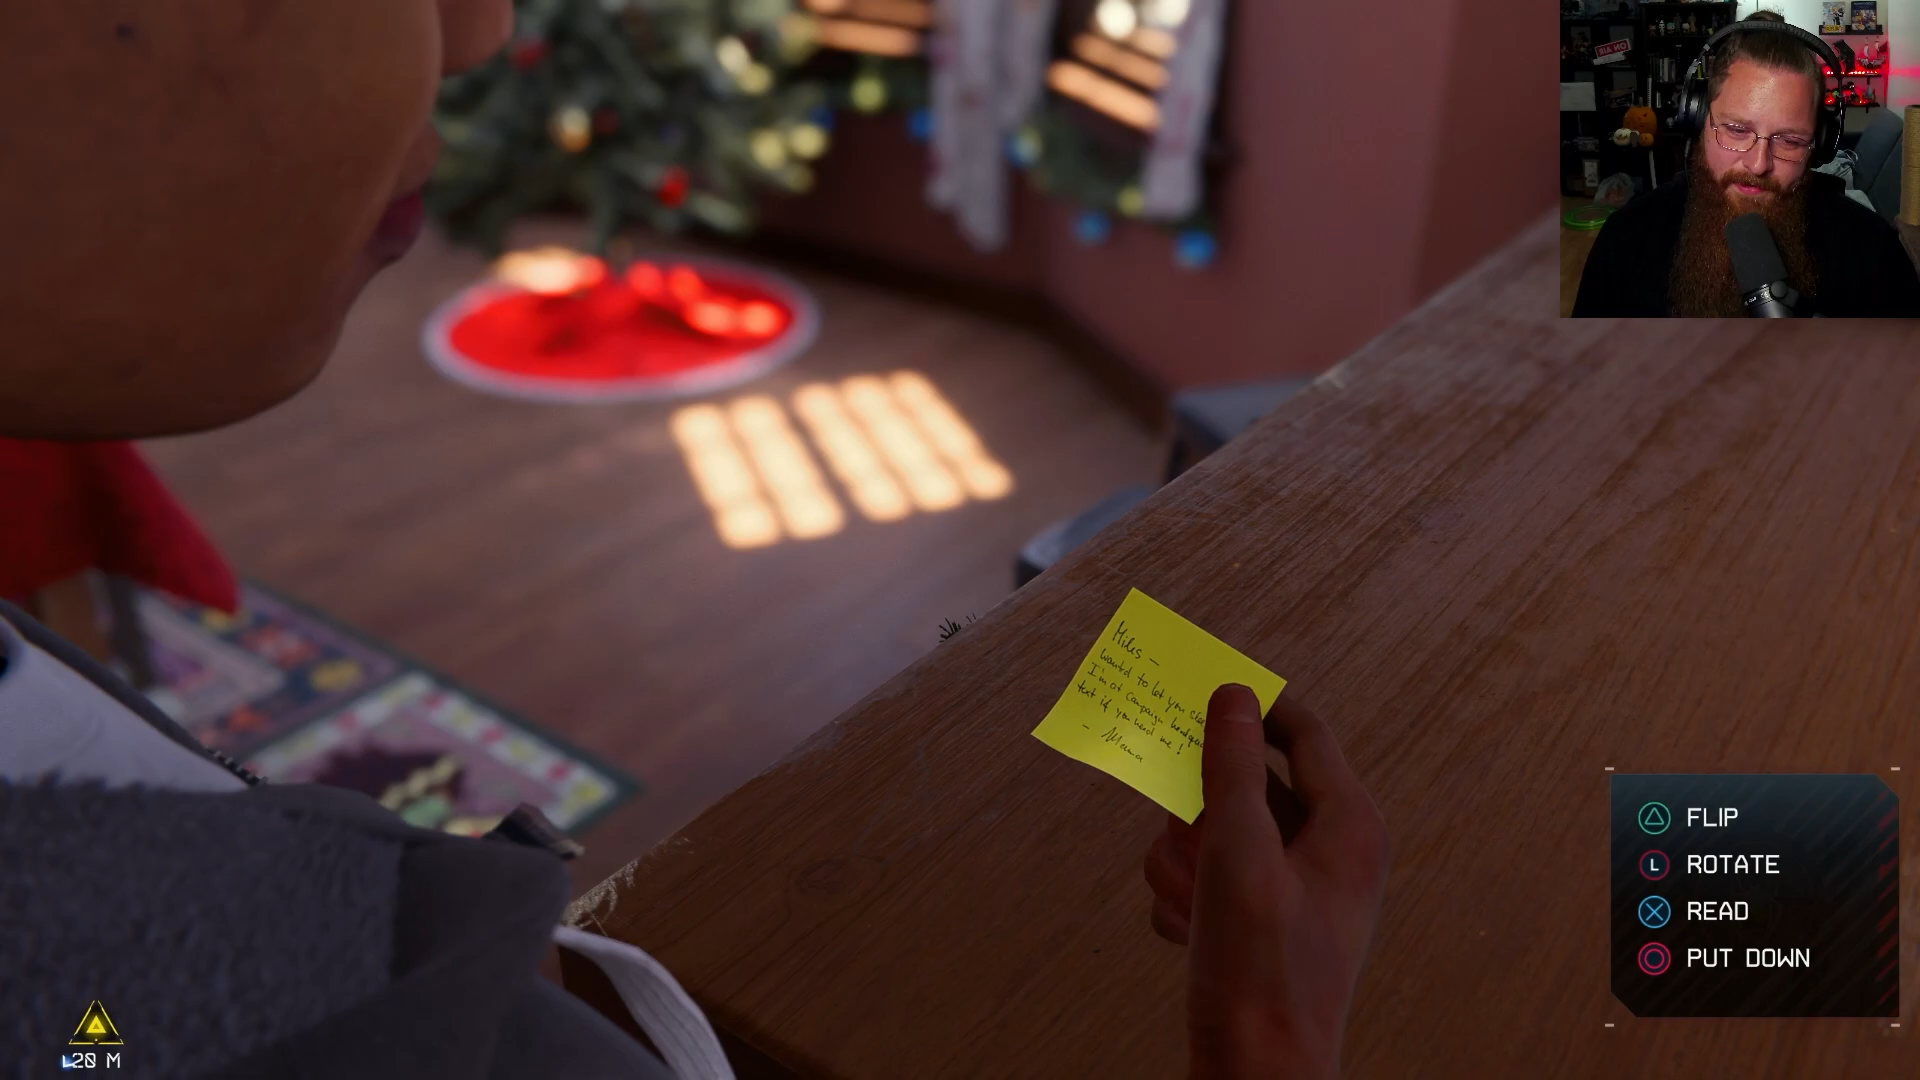 Miles —
wanted to let you
I'm at campaign
text if you need me!
- Mama
FLIP
L ROTATE
READ
PUT DOWN
20 M